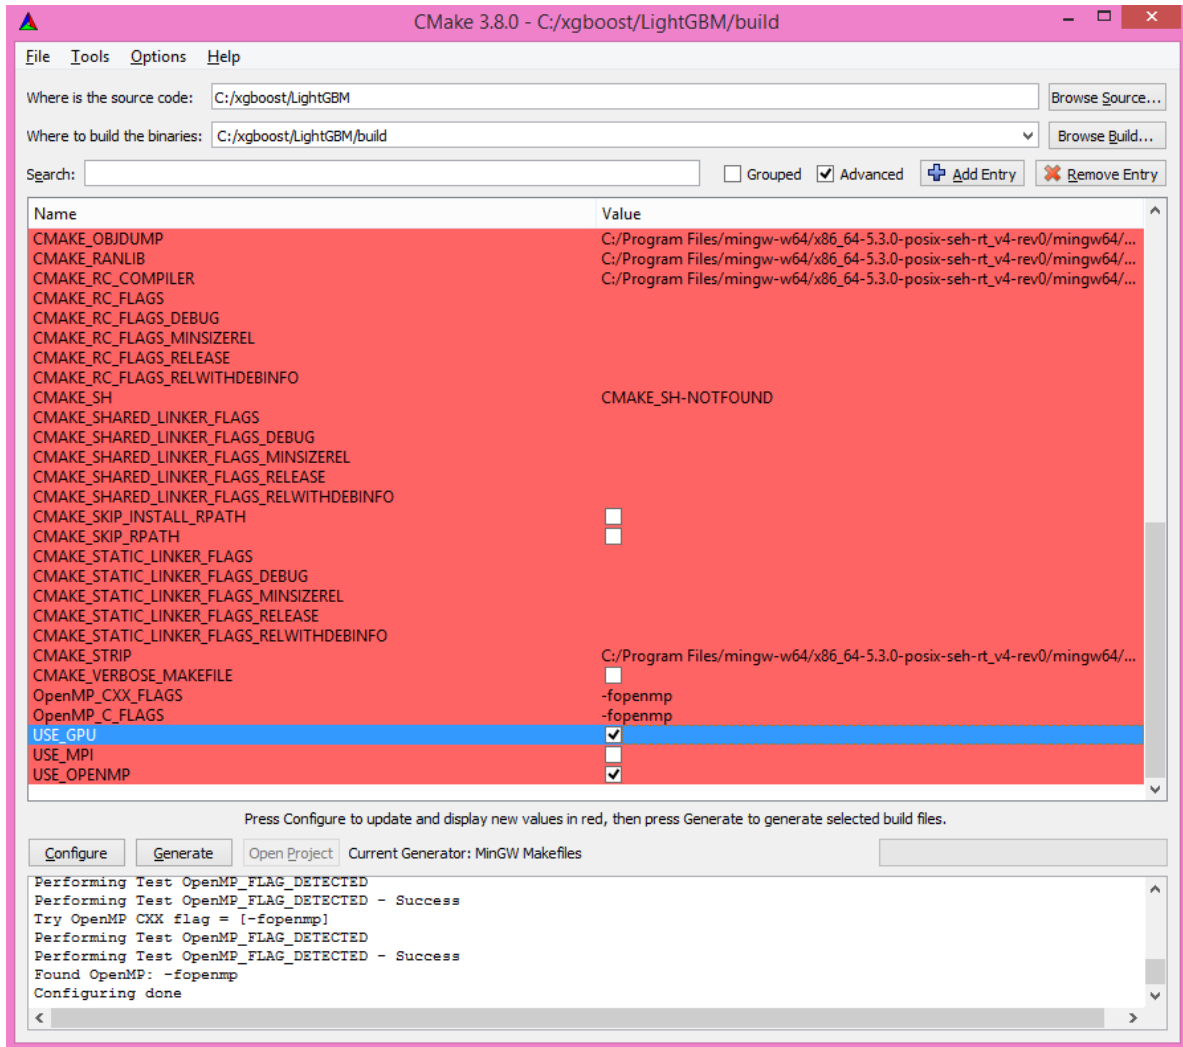 CMake 3.8.0 - C:/xgboost/LightGBM/build
File Tools Options Help
Where is the source code: C:/xgboost/LightGBM Browse Source...
Where to build the binaries: C:/xgboost/LightGBM/build Browse Build...
Search: Grouped Advanced Add Entry Remove Entry
Name Value
CMAKE_OBJDUMP C:/Program Files/mingw-w64/x86_64-5.3.0-posix-seh-rt_v4-rev0/mingw64/...
CMAKE_RANLIB C:/Program Files/mingw-w64/x86_64-5.3.0-posix-seh-rt_v4-rev0/mingw64/...
CMAKE_RC_COMPILER C:/Program Files/mingw-w64/x86_64-5.3.0-posix-seh-rt_v4-rev0/mingw64/...
CMAKE_RC_FLAGS
CMAKE_RC_FLAGS_DEBUG
CMAKE_RC_FLAGS_MINSIZEREL
CMAKE_RC_FLAGS_RELEASE
CMAKE_RC_FLAGS_RELWITHDEBINFO
CMAKE_SH CMAKE_SH-NOTFOUND
CMAKE_SHARED_LINKER_FLAGS
CMAKE_SHARED_LINKER_FLAGS_DEBUG
CMAKE_SHARED_LINKER_FLAGS_MINSIZEREL
CMAKE_SHARED_LINKER_FLAGS_RELEASE
CMAKE_SHARED_LINKER_FLAGS_RELWITHDEBINFO
CMAKE_SKIP_INSTALL_RPATH
CMAKE_SKIP_RPATH
CMAKE_STATIC_LINKER_FLAGS
CMAKE_STATIC_LINKER_FLAGS_DEBUG
CMAKE_STATIC_LINKER_FLAGS_MINSIZEREL
CMAKE_STATIC_LINKER_FLAGS_RELEASE
CMAKE_STATIC_LINKER_FLAGS_RELWITHDEBINFO
CMAKE_STRIP C:/Program Files/mingw-w64/x86_64-5.3.0-posix-seh-rt_v4-rev0/mingw64/...
CMAKE_VERBOSE_MAKEFILE
OpenMP_CXX_FLAGS -fopenmp
OpenMP_C_FLAGS -fopenmp
USE_GPU
USE_MPI
USE_OPENMP
Press Configure to update and display new values in red, then press Generate to generate selected build files.
Configure Generate Open Project Current Generator: MinGW Makefiles
Performing Test OpenMP_FLAG_DETECTED
Performing Test OpenMP_FLAG_DETECTED - Success
Try OpenMP CXX flag = [-fopenmp]
Performing Test OpenMP_FLAG_DETECTED
Performing Test OpenMP_FLAG_DETECTED - Success
Found OpenMP: -fopenmp
Configuring done